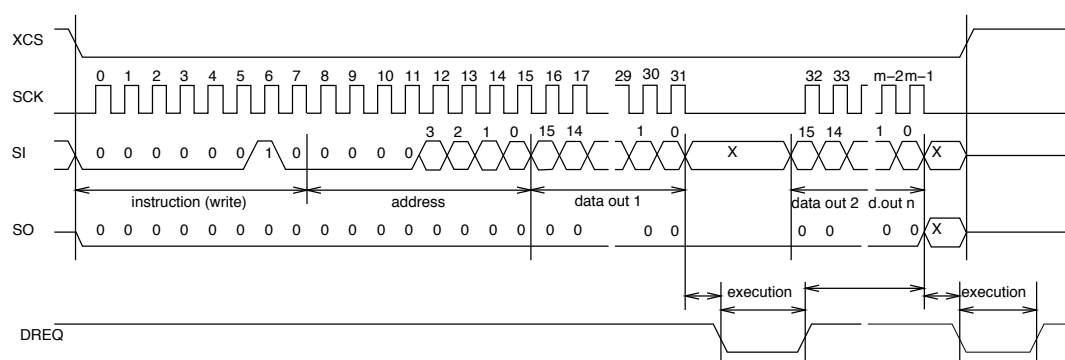 XCS
0 1 2 3 4 5 6 7 8 9 10 11 12 13 14 15 16 17 29 30 31 32 33 m−2 m−1
SCK
3 2 1 0 15 14 1 0 15 14 1 0
SI 0 0 0 0 0 0 1 0 0 0 0 0 X X
instruction (write) address data out 1 data out 2 d.out n
SO 0 0 0 0 0 0 0 0 0 0 0 0 0 0 0 0 0 0 0 0 0 0 0 0 X
execution execution
DREQ